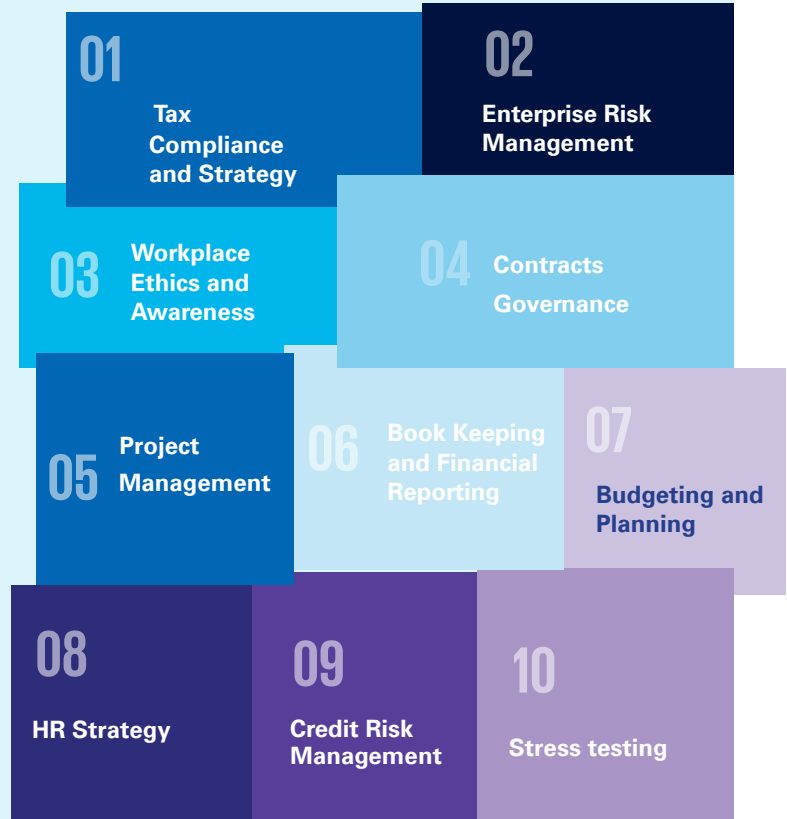 01
Tax
Compliance
and Strategy
02
Enterprise Risk
Management
03
Workplace
Ethics and
Awareness
04
Contracts
Governance
05
Project
Management
06
Book Keeping
and Financial
Reporting
07
Budgeting and
Planning
08
HR Strategy
09
Credit Risk
Management
10
Stress testing